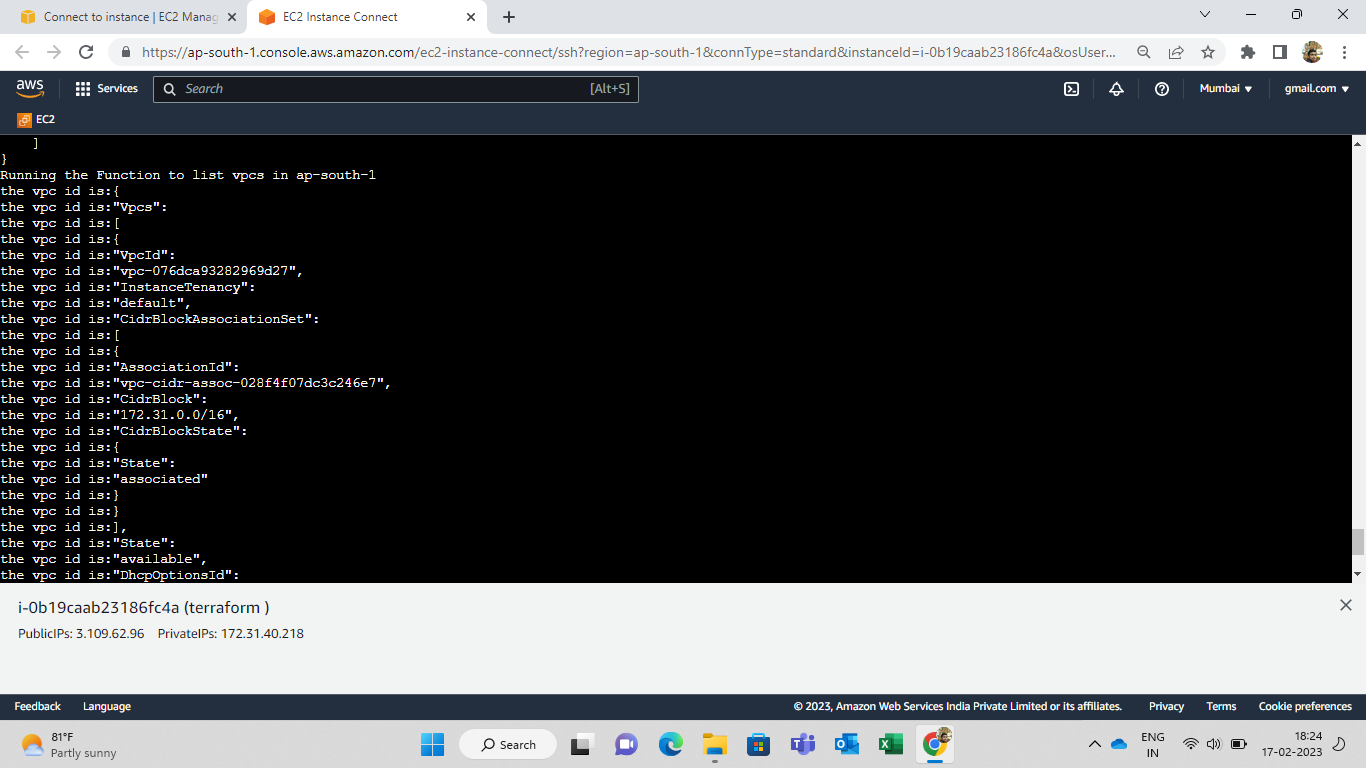 Connect to instance | EC2 Manag
EC2 Instance Connect
https://ap-south-1.console.aws.amazon.com/ec2-instance-connect/ssh?region=ap-south-1&connType=standard&instanceId=i-0b19caab23186fc4a&osUser...
aws
Services
Search
[Alt+S]
Mumbai
gmail.com
EC2
]
}
Running the Function to list vpcs in ap-south-1
the vpc id is:{
the vpc id is:"Vpcs":
the vpc id is:[
the vpc id is:{
the vpc id is:"VpcId":
the vpc id is:"vpc-076dca93282969d27",
the vpc id is:"InstanceTenancy":
the vpc id is:"default",
the vpc id is:"CidrBlockAssociationSet":
the vpc id is:[
the vpc id is:{
the vpc id is:"AssociationId":
the vpc id is:"vpc-cidr-assoc-028f4f07dc3c246e7",
the vpc id is:"CidrBlock":
the vpc id is:"172.31.0.0/16",
the vpc id is:"CidrBlockState":
the vpc id is:{
the vpc id is:"State":
the vpc id is:"associated"
the vpc id is:}
the vpc id is:}
the vpc id is:],
the vpc id is:"State":
the vpc id is:"available",
the vpc id is:"DhcpOptionsId":
i-0b19caab23186fc4a (terraform )
PublicIPs: 3.109.62.96 PrivateIPs: 172.31.40.218
Feedback Language © 2023, Amazon Web Services India Private Limited or its affiliates. Privacy Terms Cookie preferences
81°F
Partly sunny
Search
ENG
IN
18:24
17-02-2023